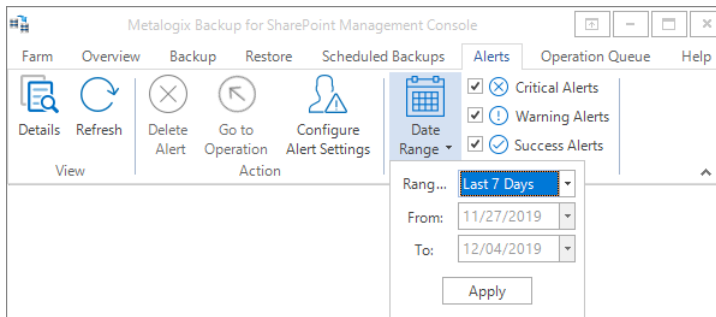 Metalogix Backup for SharePoint Management Console
Farm Overview Backup Restore Scheduled Backups Alerts Operation Queue Help
Details Refresh Delete Alert Go to Operation Configure Alert Settings Date Range
Critical Alerts
Warning Alerts
Success Alerts
View Action
Rang... Last 7 Days
From: 11/27/2019
To: 12/04/2019
Apply